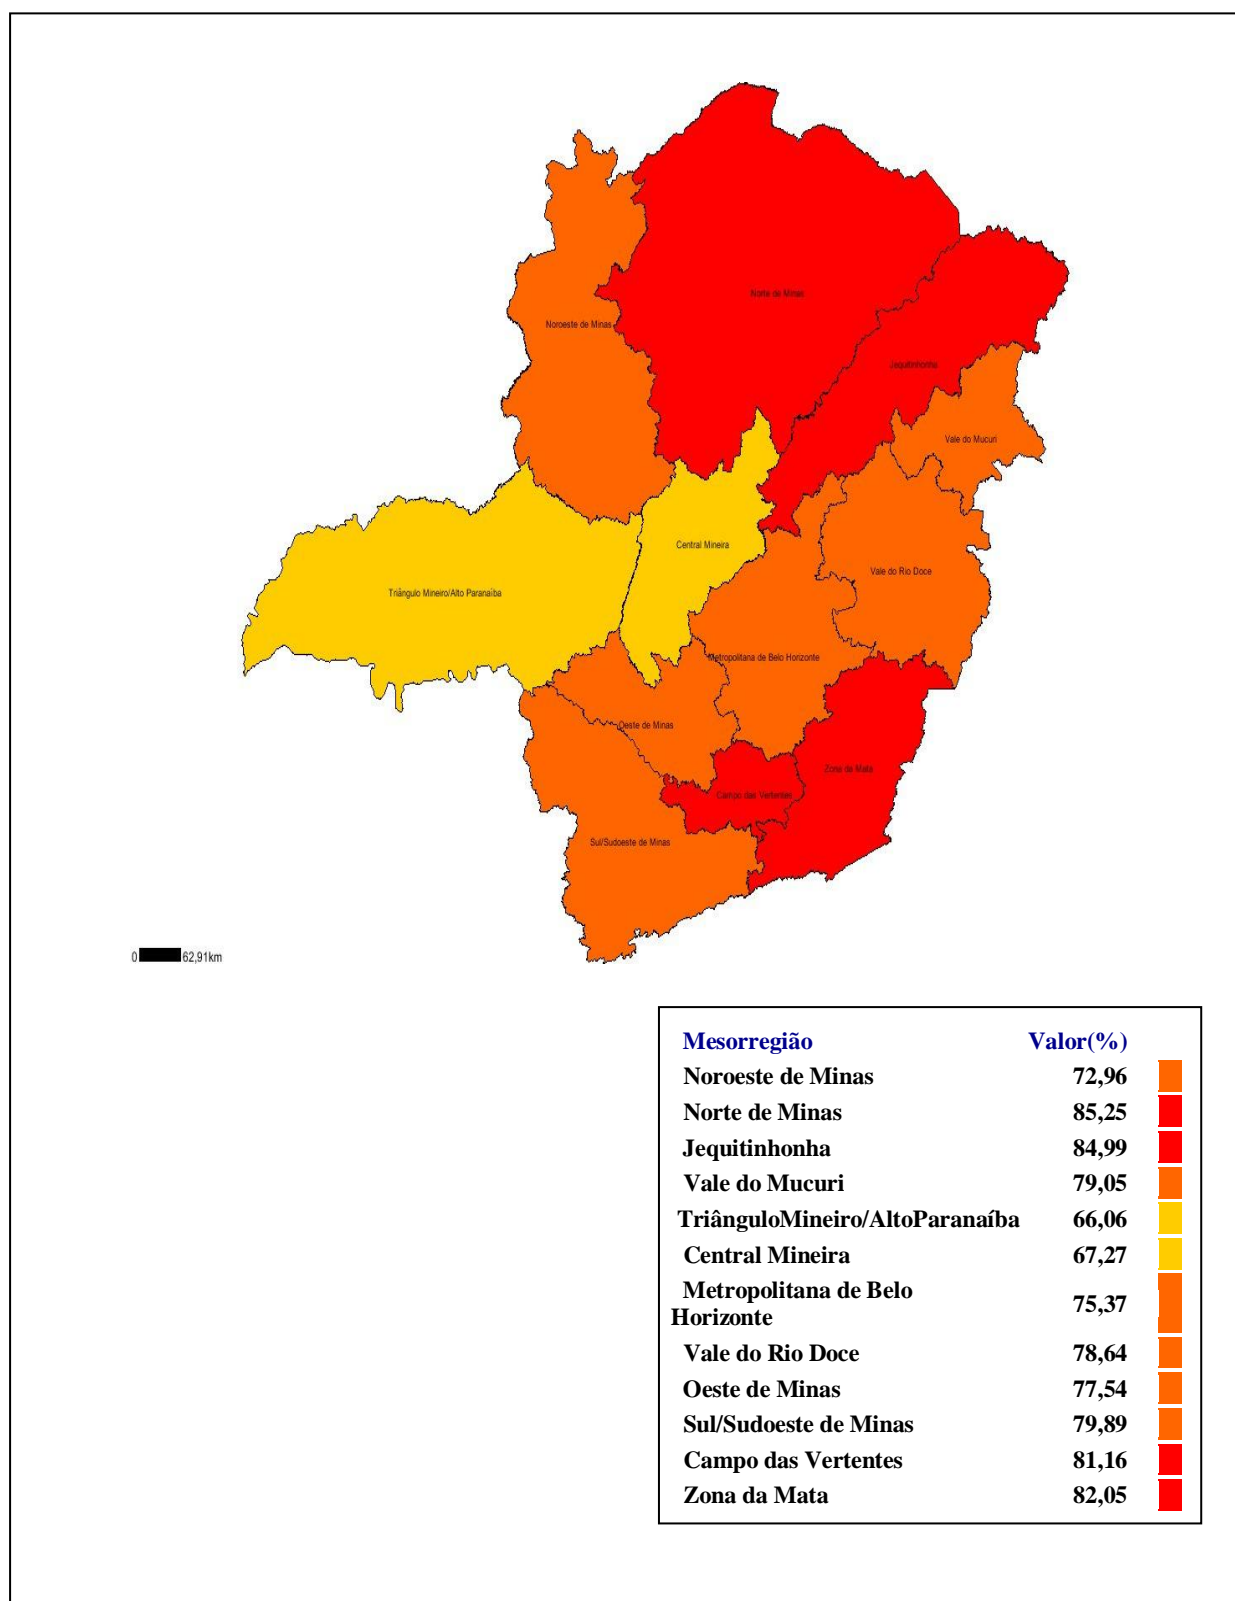 Norte de Minas
Noroeste de Minas
Jequitinhonha
Vale do Mucuri
Central Mineira
Vale do Rio Doce
Triângulo Mineiro/Alto Paranaíba
Metropolitana de Belo Horizonte
Oeste de Minas
Zona da Mata
Campo das Vertentes
Sul/Sudoeste de Minas
0 62,91km
Mesorregião Valor(%)
Noroeste de Minas 72,96
Norte de Minas 85,25
Jequitinhonha 84,99
Vale do Mucuri 79,05
TriânguloMineiro/AltoParanaíba 66,06
Central Mineira 67,27
Metropolitana de Belo
Horizonte 75,37
Vale do Rio Doce 78,64
Oeste de Minas 77,54
Sul/Sudoeste de Minas 79,89
Campo das Vertentes 81,16
Zona da Mata 82,05